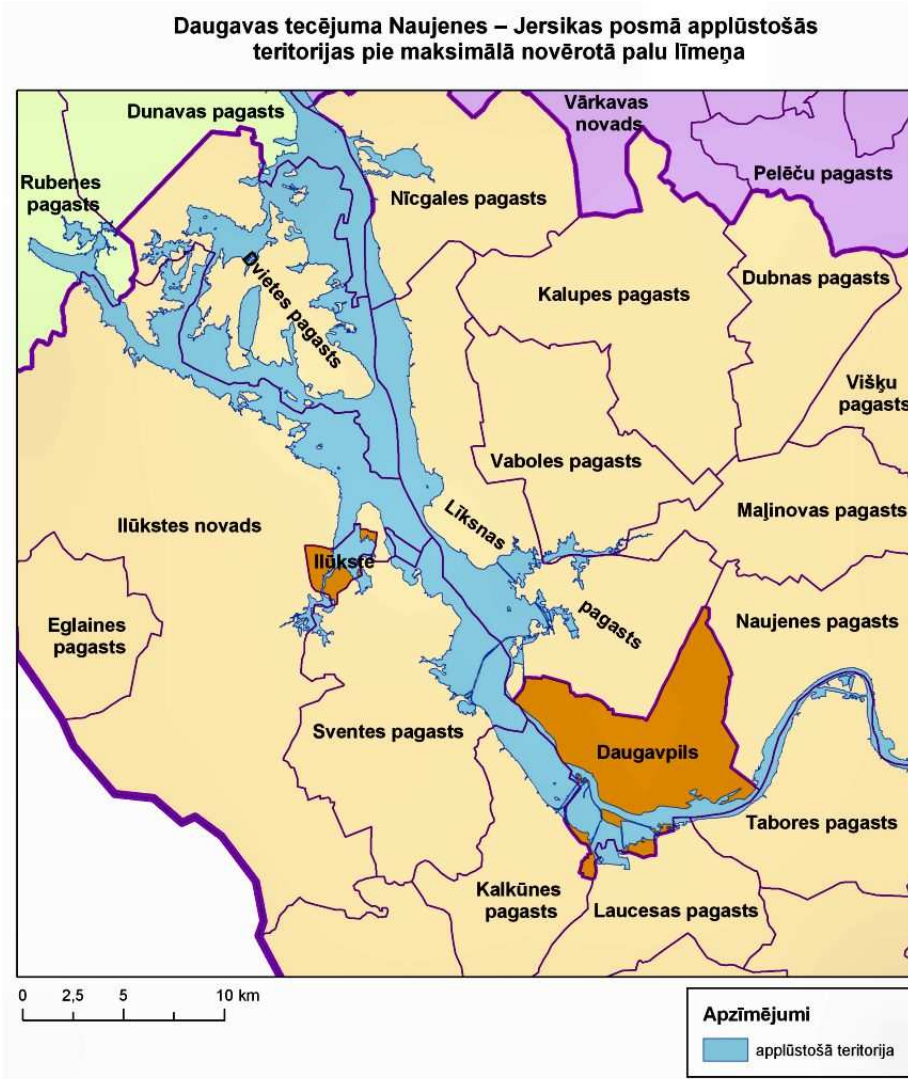 Daugavas tecējuma Naujenes – Jersikas posmā applūstošās
teritorijas pie maksimālā novērotā palu līmeņa
Dunavas pagasts
Vārkavas
novads
Pelēču pagasts
Rubenes
pagasts
Nīcgales pagasts
Dvietes pagasts
Kalupes pagasts
Dubnas pagasts
Višķu
pagasts
Vaboles pagasts
Līksnas
pagasts
Maļinovas pagasts
Ilūkstes novads
Ilūkste
Eglaines
pagasts
Naujenes pagasts
Sventes pagasts
Daugavpils
Tabores pagasts
Kalkūnes
pagasts
Laucesas pagasts
0 2,5 5 10 km
Apzīmējumi
applūstošā teritorija